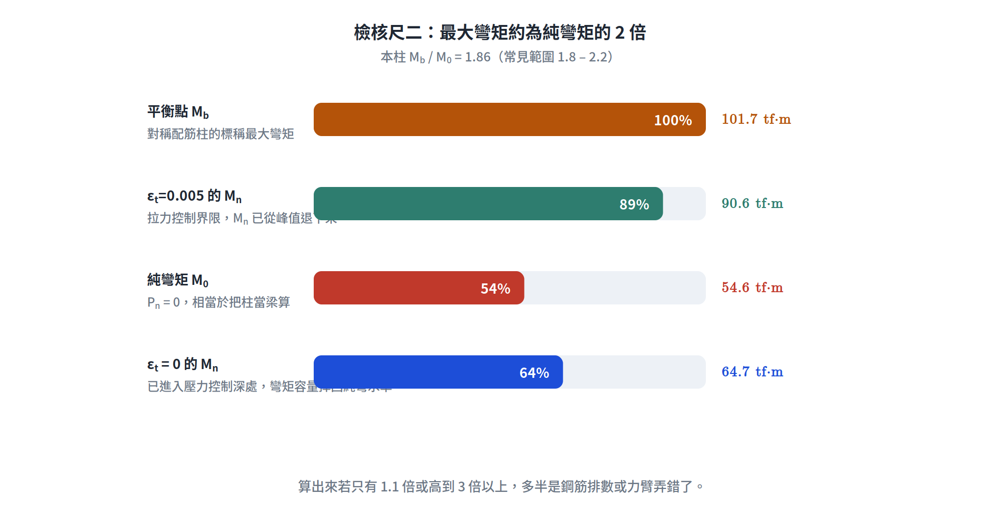 檢核尺二：最大彎矩約為純彎矩的 2 倍
本柱 Mb / M0 = 1.86（常見範圍 1.8 – 2.2）
平衡點 Mb
100%
101.7 tf·m
對稱配筋柱的標稱最大彎矩
εt=0.005 的 Mn
89%
90.6 tf·m
拉力控制界限，Mn 已從峰值退
純彎矩 M0
54%
54.6 tf·m
Pn = 0，相當於把柱當梁算
εt = 0 的 Mn
64%
64.7 tf·m
已進入壓力控制深處，彎矩容量
算出來若只有 1.1 倍或高到 3 倍以上，多半是鋼筋排數或力臂弄錯了。